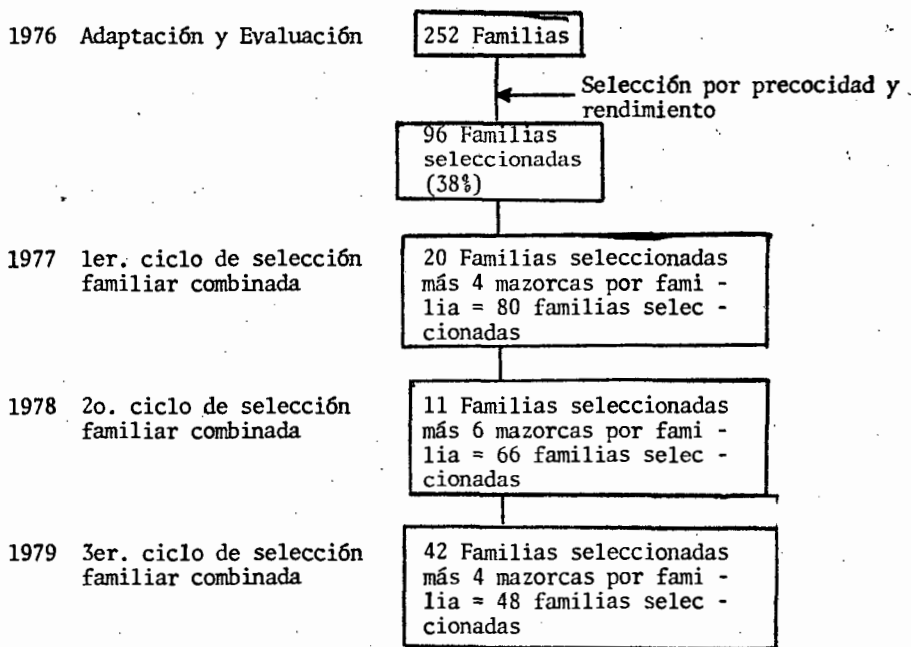 1976 Adaptación y Evaluación
252 Familias
Selección por precocidad y
rendimiento
96 Familias
seleccionadas
(38%)
1977 1er. ciclo de selección
familiar combinada
20 Familias seleccionadas
más 4 mazorcas por fami -
lia = 80 familias selec -
cionadas
1978 2o. ciclo de selección
familiar combinada
11 Familias seleccionadas
más 6 mazorcas por fami -
lia = 66 familias selec -
cionadas
1979 3er. ciclo de selección
familiar combinada
42 Familias seleccionadas
más 4 mazorcas por fami -
lia = 48 familias selec -
cionadas